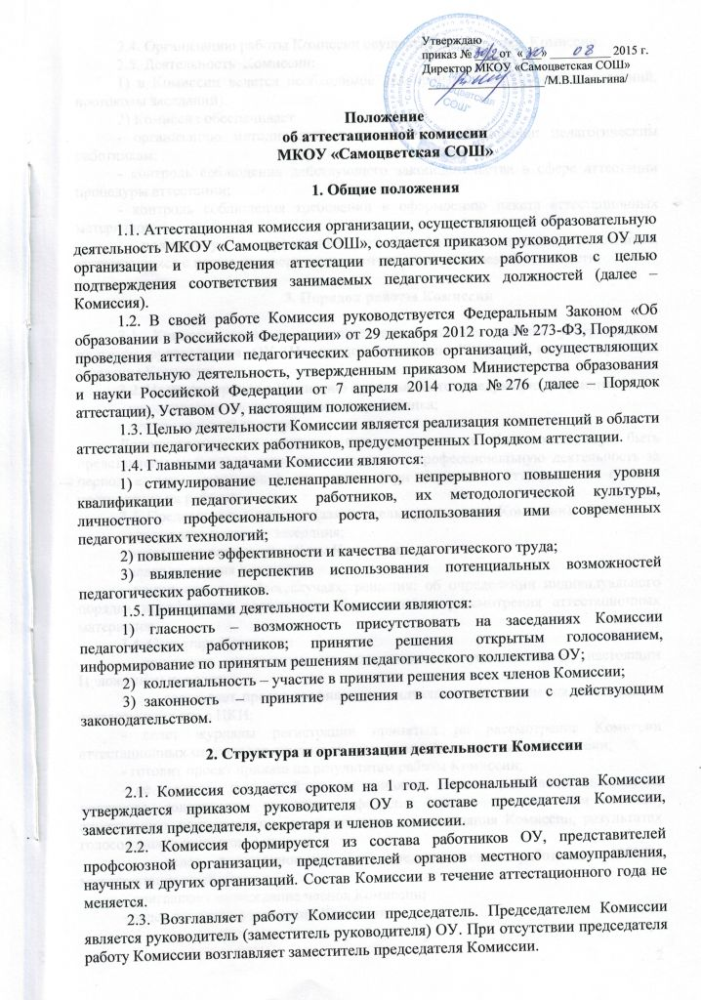 Утверждаю
приказ № от « 30 » 08 2015 г.
Директор МКОУ «Самоцветская СОШ»
/М.В.Шаньгина/
"Самоцветская
СОШ"
Положение
об аттестационной комиссии
МКОУ «Самоцветская СОШ»
1. Общие положения
1.1. Аттестационная комиссия организации, осуществляющей образовательную
деятельность МКОУ «Самоцветская СОШ», создается приказом руководителя ОУ для
организации и проведения аттестации педагогических работников с целью
подтверждения соответствия занимаемых педагогических должностей (далее –
Комиссия).
1.2. В своей работе Комиссия руководствуется Федеральным Законом «Об
образовании в Российской Федерации» от 29 декабря 2012 года № 273-ФЗ, Порядком
проведения аттестации педагогических работников организаций, осуществляющих
образовательную деятельность, утвержденным приказом Министерства образования
и науки Российской Федерации от 7 апреля 2014 года № 276 (далее – Порядок
аттестации), Уставом ОУ, настоящим положением.
1.3. Целью деятельности Комиссии является реализация компетенций в области
аттестации педагогических работников, предусмотренных Порядком аттестации.
1.4. Главными задачами Комиссии являются:
1) стимулирование целенаправленного, непрерывного повышения уровня
квалификации педагогических работников, их методологической культуры,
личностного профессионального роста, использования ими современных
педагогических технологий;
2) повышение эффективности и качества педагогического труда;
3) выявление перспектив использования потенциальных возможностей
педагогических работников.
1.5. Принципами деятельности Комиссии являются:
1) гласность – возможность присутствовать на заседаниях Комиссии
педагогических работников; принятие решения открытым голосованием,
информирование по принятым решениям педагогического коллектива ОУ;
2) коллегиальность – участие в принятии решения всех членов Комиссии;
3) законность – принятие решения в соответствии с действующим
законодательством.
2. Структура и организации деятельности Комиссии
2.1. Комиссия создается сроком на 1 год. Персональный состав Комиссии
утверждается приказом руководителя ОУ в составе председателя Комиссии,
заместителя председателя, секретаря и членов комиссии.
2.2. Комиссия формируется из состава работников ОУ, представителей
профсоюзной организации, представителей органов местного самоуправления,
научных и других организаций. Состав Комиссии в течение аттестационного года не
меняется.
2.3. Возглавляет работу Комиссии председатель. Председателем Комиссии
является руководитель (заместитель руководителя) ОУ. При отсутствии председателя
работу Комиссии возглавляет заместитель председателя Комиссии.